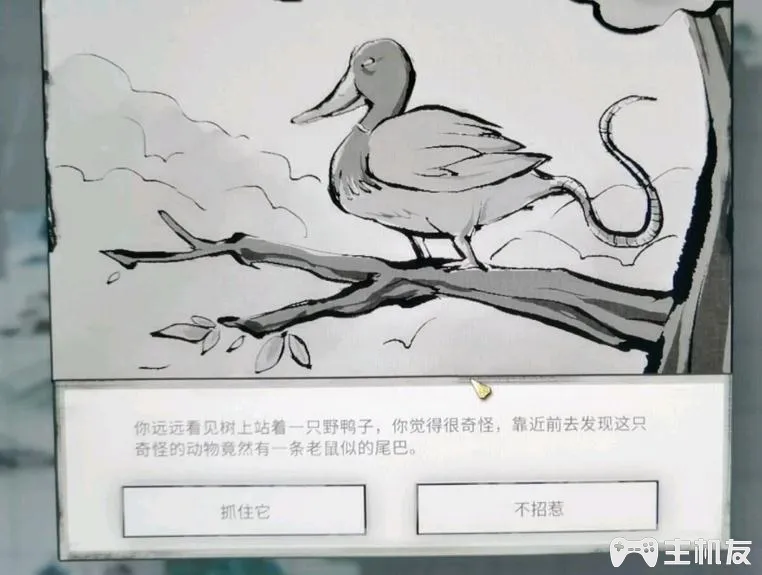 你远远看见树上站着一只野鸭子，你觉得很奇怪，靠近前去发现这只
奇怪的动物竟然有一条老鼠似的尾巴。
抓住它
不招惹
主机友